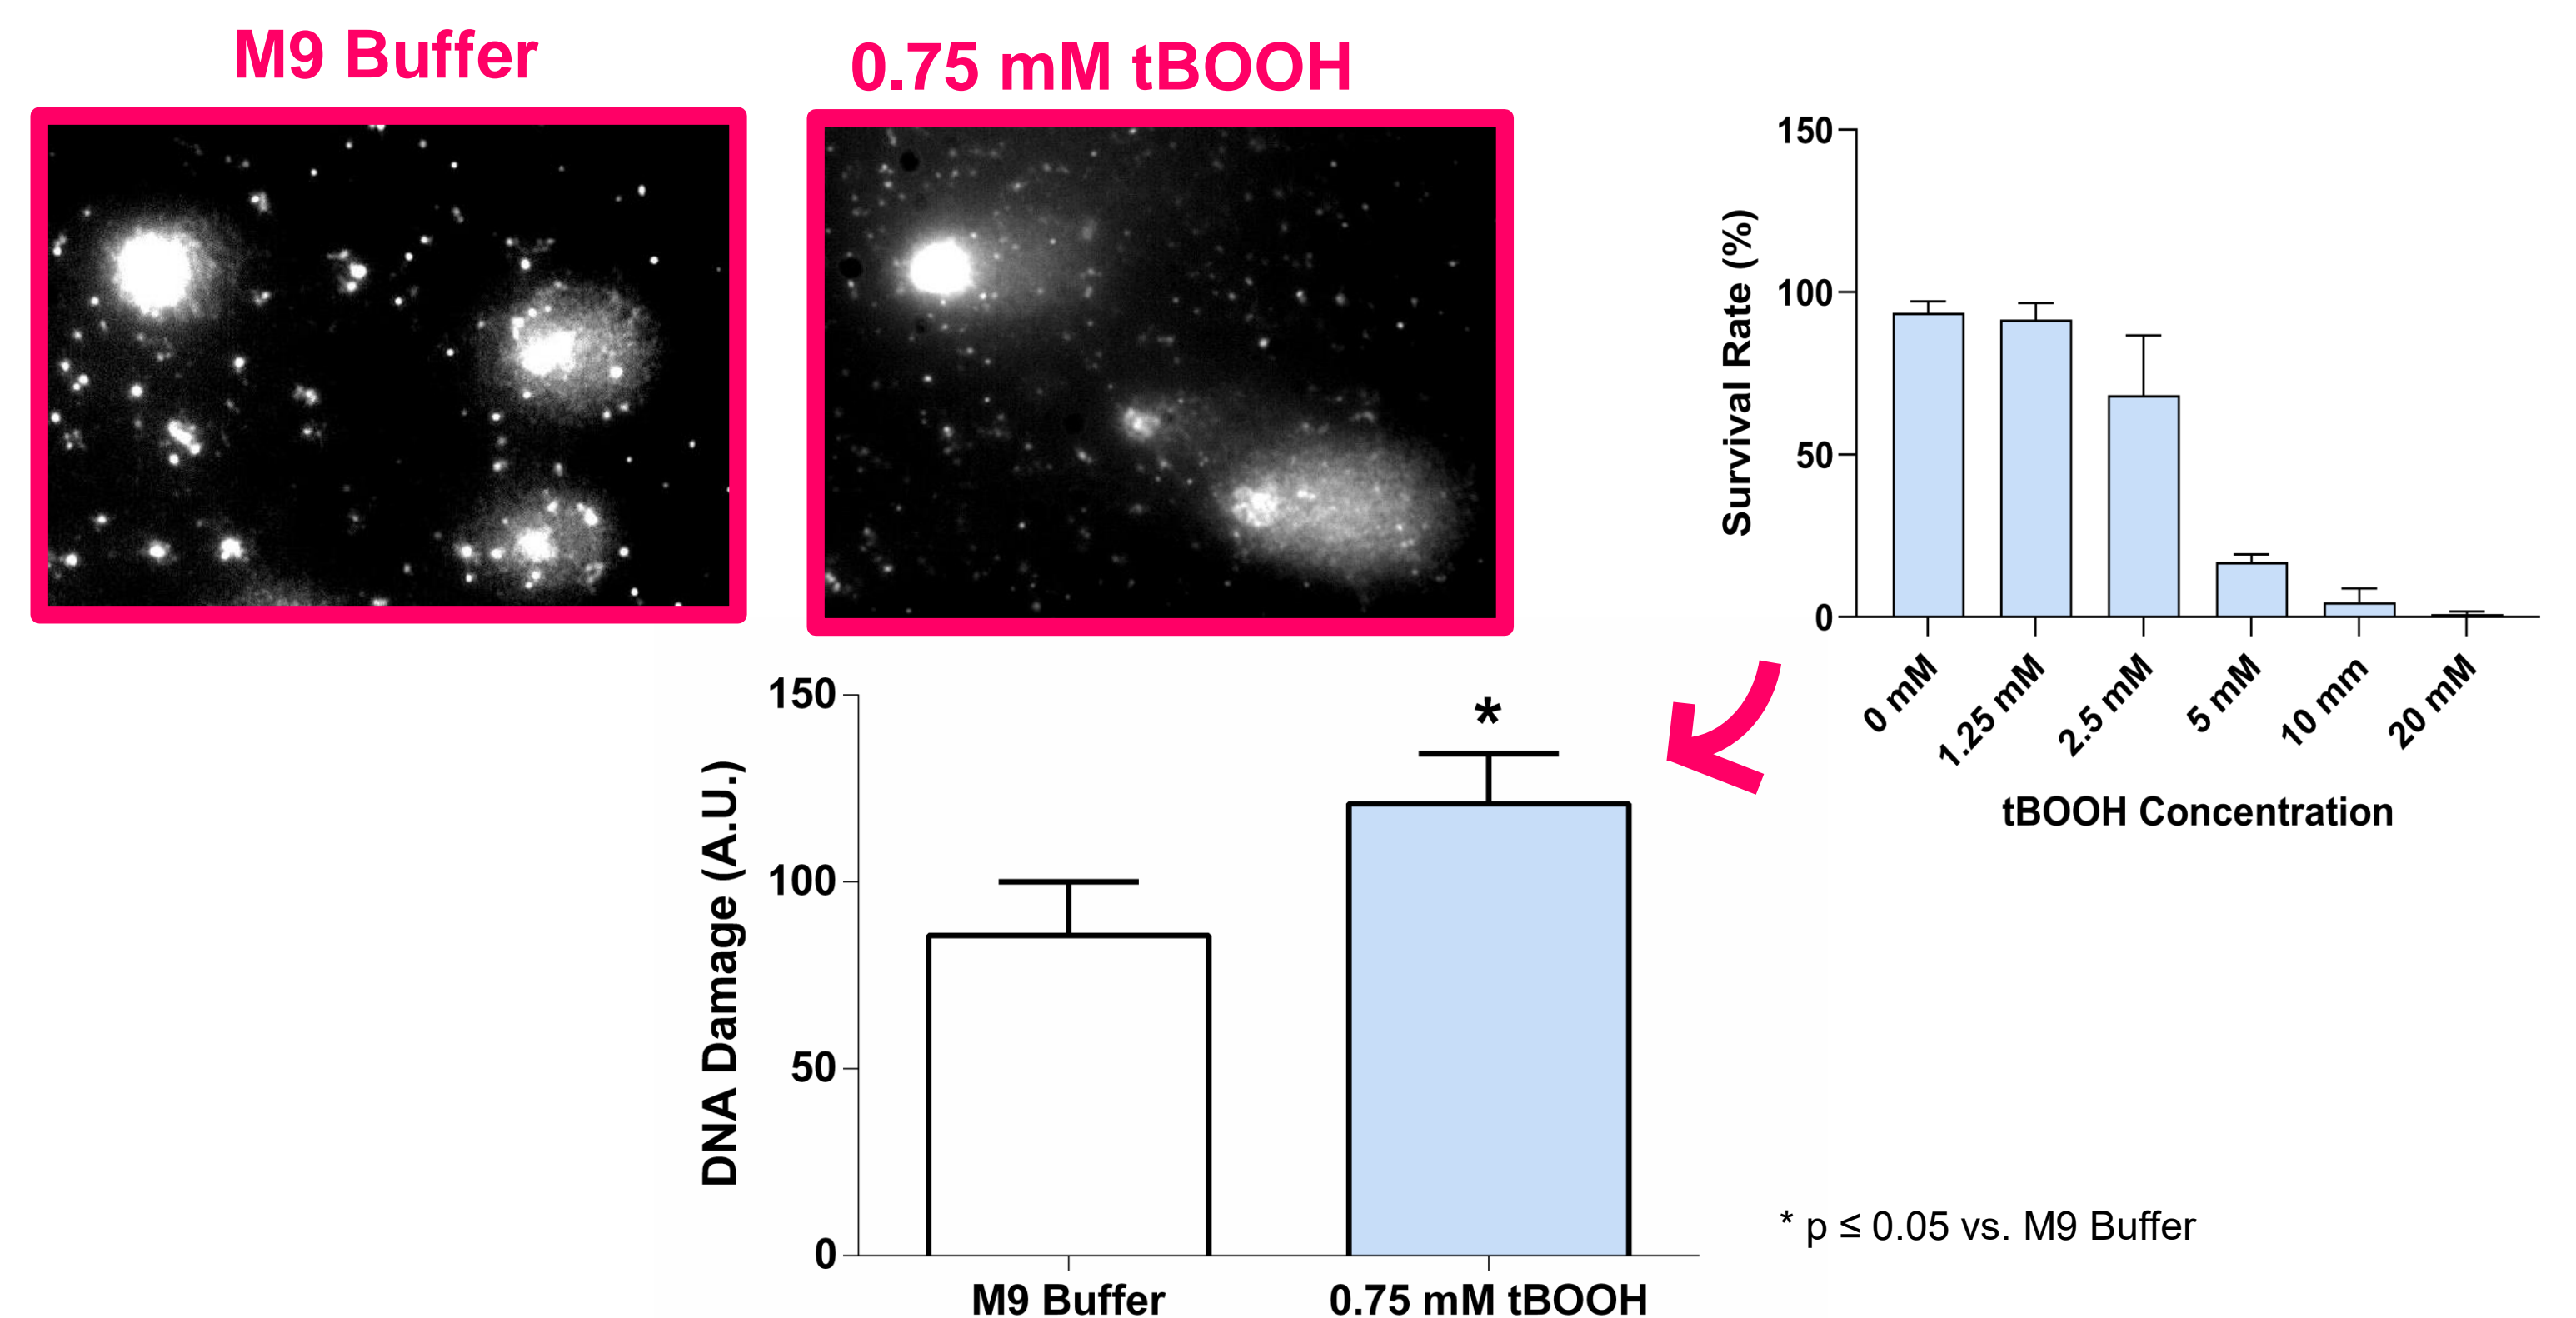 M9 Buffer
0.75 mM tBOOH
150
100
50
0
Survival Rate (%)
0 mM
1.25 mM
2.5 mM
5 mM
10 mm
20 mM
tBOOH Concentration
150
100
50
0
DNA Damage (A.U.)
*
M9 Buffer
0.75 mM tBOOH
* p ≤ 0.05 vs. M9 Buffer